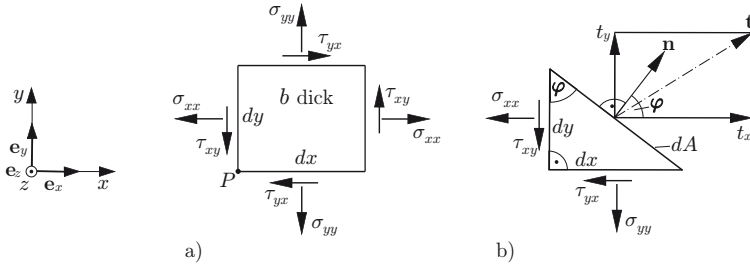 y
e_y
e_z
z
e_x
x
a)
σ_yy
τ_yx
b dick
σ_xx
dy
τ_xy
τ_xy
σ_xx
dx
P
τ_yx
σ_yy
b)
t_y
n
t
σ_xx
φ
φ
τ_xy
dy
t_x
dA
dx
τ_yx
σ_yy